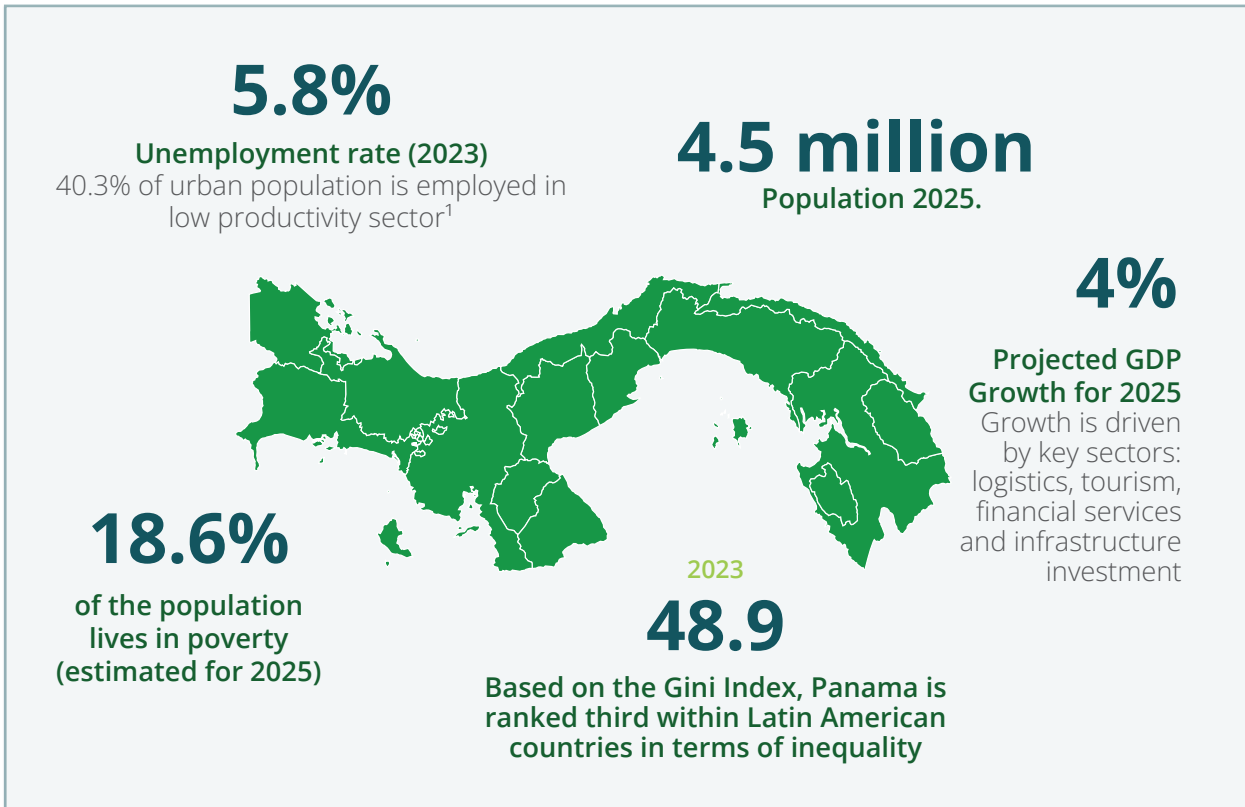 5.8%
Unemployment rate (2023)
40.3% of urban population is employed in
low productivity sector¹
4.5 million
Population 2025.
4%
Projected GDP
Growth for 2025
Growth is driven
by key sectors:
logistics, tourism,
financial services
and infrastructure
investment
18.6%
of the population
lives in poverty
(estimated for 2025)
2023
48.9
Based on the Gini Index, Panama is
ranked third within Latin American
countries in terms of inequality